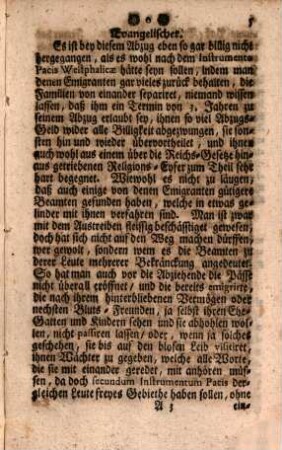 5
Evangelischer.
Es ist bey diesem Abzug eben so gar billig nicht
hergegangen, als es wohl nach dem Instrumento
Pacis Westphalicæ hätte seyn sollen, indem man
denen Emigranten gar vieles zurück behalten, die
Familien von einander separiret, niemand wissen
lassen, daß ihm ein Termin von 3. Jahren zu
seinem Abzug erlaubt sey, ihnen so viel Abzugs-
Geld wider alle Billigkeit abgezwungen, sie son-
sten hin und wieder übervortheilet, und ihnen
auch wohl aus einem über die Reichs-Gesetze hin-
aus getriebenen Religions-Eyfer zum Theil sehr
hart begegnet. Wiewohl es nicht zu läugen,
daß auch einige von denen Emigranten gütigere
Beamten gefunden haben, welche in etwas ge-
linder mit ihnen verfahren sind. Man ist zwar
mit dem Austreiben fleissig beschäfftiget gewesen,
doch hat sich nicht auf den Weg machen dürffen,
wer gewolt, sondern wem es die Beamten zu
derer Leute mehrerer Bekränckung angedeutet.
So hat man auch vor die Abziehende die Pässe
nicht überall eröffnet/ und die bereits emigrirte,
die nach ihrem hinterbliebenen Vermögen oder
nechsten Bluts-Freunden, ja selbst ihren Ehe-
Gatten und Kindern sehen und sie abhohlen wol-
len, nicht passiren lassen/ oder, wenn ja solches
geschehen, sie bis auf den blosen Leib visitiret,
ihnen Wächter zu gegeben, welche alle Worte,
die sie mit einander geredet, mit anhören müs-
sen, da doch secundum Instrumentum Pacis der-
gleichen Leute freyes Gebiethe haben sollen, ohne
A 3 ein-